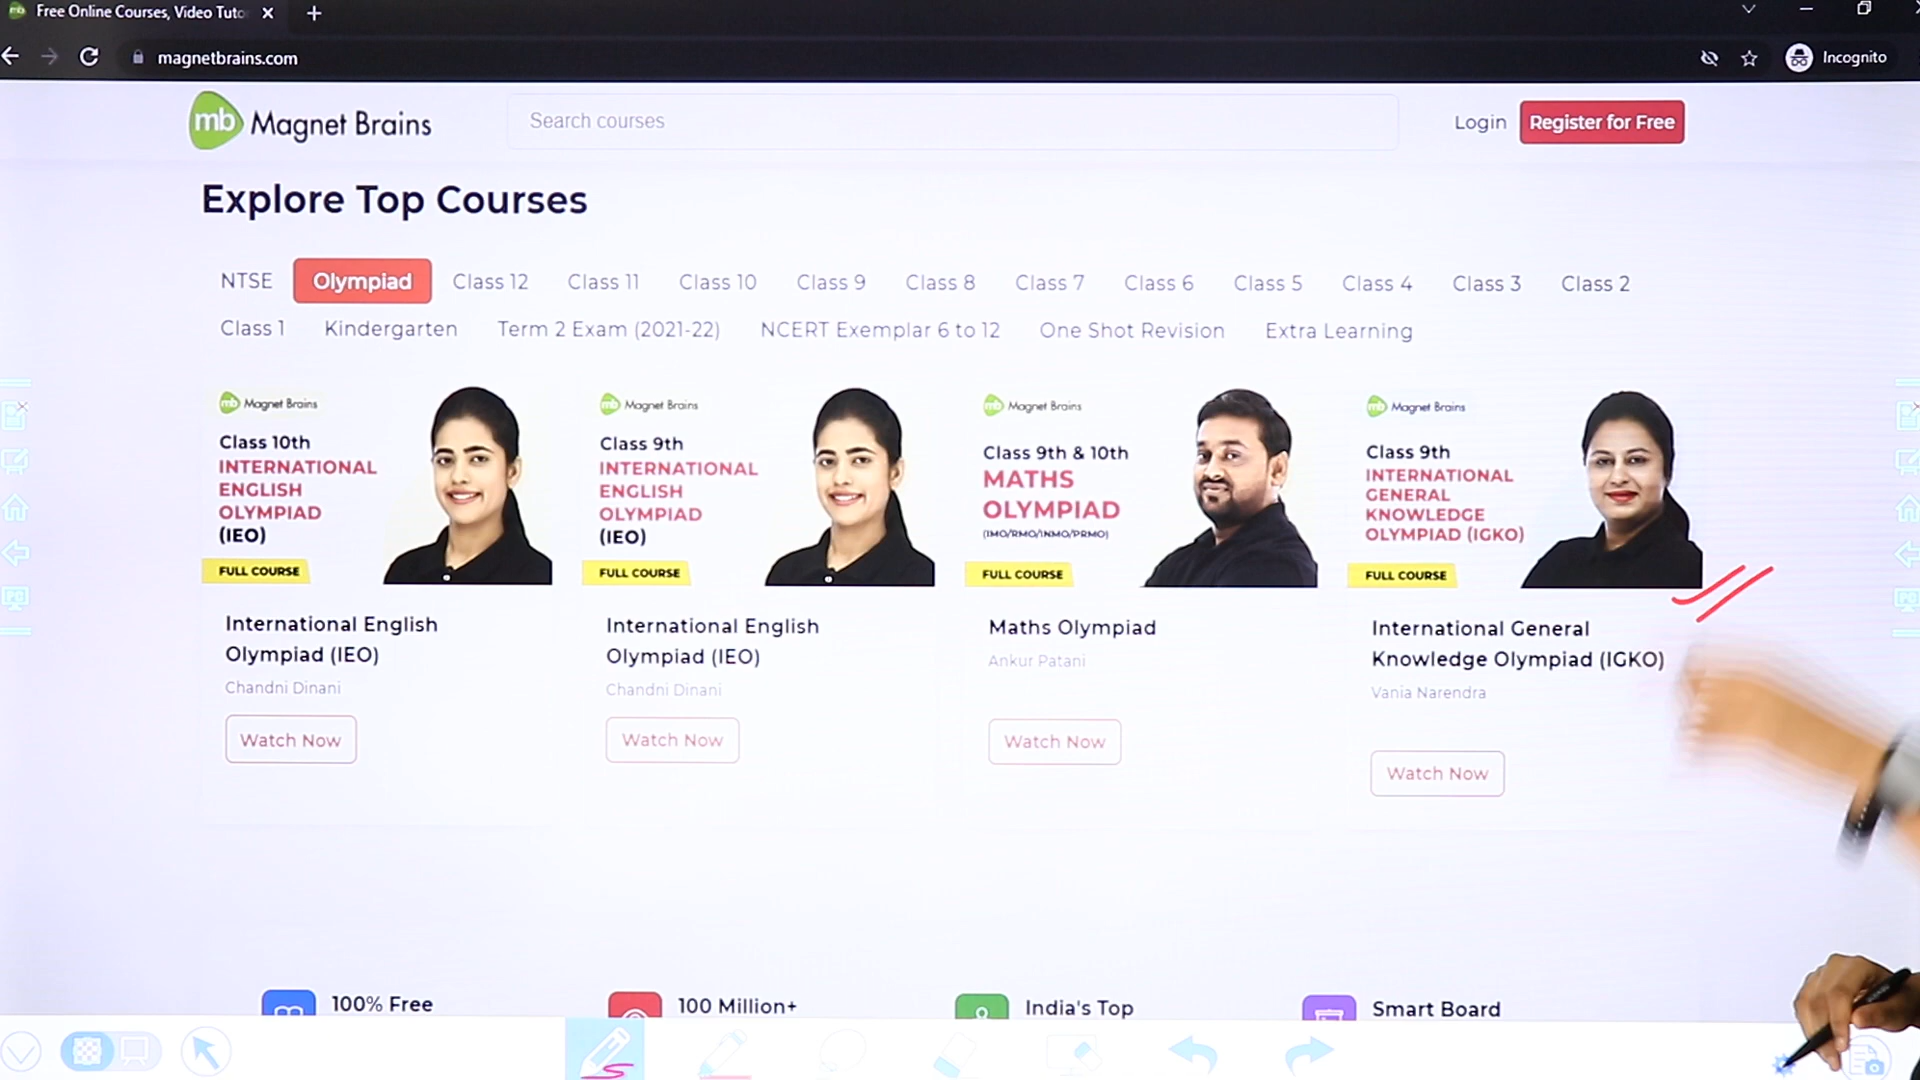 Free Online Courses, Video Tuto
magnetbrains.com
Incognito
mb Magnet Brains
Search courses
Login
Register for Free
Explore Top Courses
NTSE Olympiad Class 12 Class 11 Class 10 Class 9 Class 8 Class 7 Class 6 Class 5 Class 4 Class 3 Class 2
Class 1 Kindergarten Term 2 Exam (2021-22) NCERT Exemplar 6 to 12 One Shot Revision Extra Learning
mb Magnet Brains
Class 10th
INTERNATIONAL
ENGLISH
OLYMPIAD
(IEO)
FULL COURSE
International English
Olympiad (IEO)
Chandni Dinani
Watch Now
mb Magnet Brains
Class 9th
INTERNATIONAL
ENGLISH
OLYMPIAD
(IEO)
FULL COURSE
International English
Olympiad (IEO)
Chandni Dinani
Watch Now
mb Magnet Brains
Class 9th & 10th
MATHS
OLYMPIAD
(IMO/RMO/INMO/PRMO)
FULL COURSE
Maths Olympiad
Ankur Patani
Watch Now
mb Magnet Brains
Class 9th
INTERNATIONAL
GENERAL
KNOWLEDGE
OLYMPIAD (IGKO)
FULL COURSE
International General
Knowledge Olympiad (IGKO)
Vania Narendra
Watch Now
100% Free
100 Million+
India's Top
Smart Board